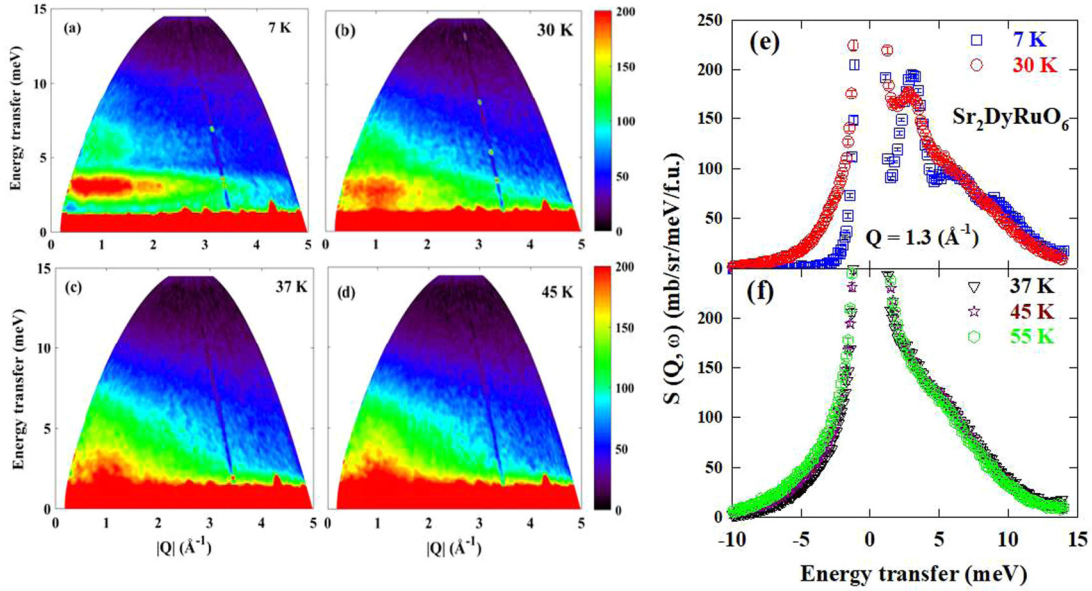 (a) 7 K
(b) 30 K
15
10
5
0
0 1 2 3 4 5
0 1 2 3 4 5
Energy transfer (meV)
200
150
100
50
0
(c) 37 K
(d) 45 K
15
10
5
0
0 1 2 3 4 5
0 1 2 3 4 5
Energy transfer (meV)
|Q| (Å-1)
|Q| (Å-1)
200
150
100
50
0
(e)
7 K
30 K
Sr2DyRuO6
Q = 1.3 (Å-1)
250
200
150
100
50
0
(f)
37 K
45 K
55 K
200
150
100
50
0
-10 -5 0 5 10 15
S (Q, ω) (mb/sr/meV/f.u.)
Energy transfer (meV)